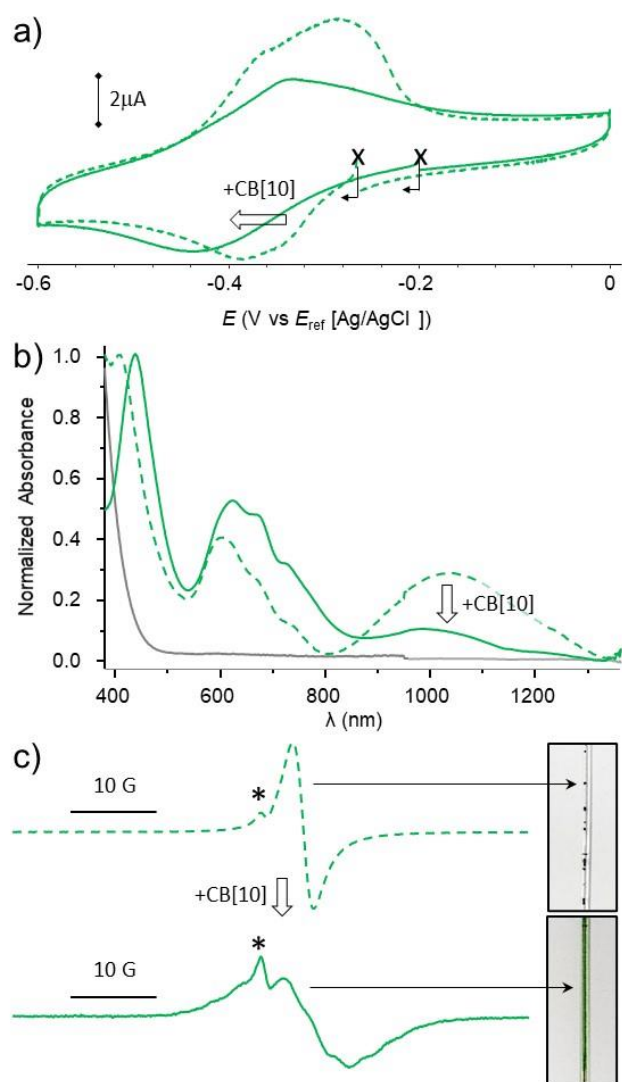 a)
2μA
X X
+CB[10]
-0.6 -0.4 -0.2 0
E (V vs Eref [Ag/AgCl ])
b)
1.0
0.8
0.6
0.4
0.2
0.0
Normalized Absorbance
+CB[10]
400 600 800 1000 1200
λ (nm)
c)
10 G
*
+CB[10]
*
10 G